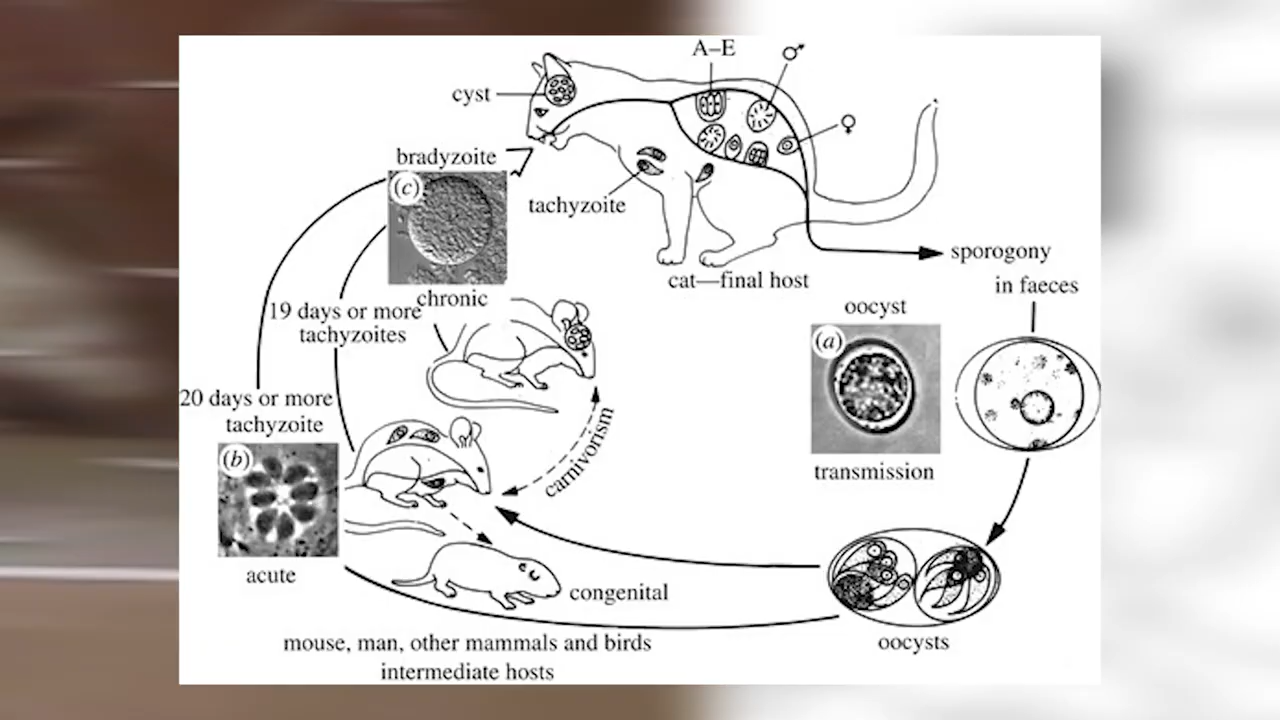 A–E
♂
cyst
♀
bradyzoite
(c)
tachyzoite
sporogony
cat—final host
in faeces
chronic
19 days or more
tachyzoites
oocyst
(a)
20 days or more
tachyzoite
carnivorism
(b)
transmission
acute
congenital
oocysts
mouse, man, other mammals and birds
intermediate hosts